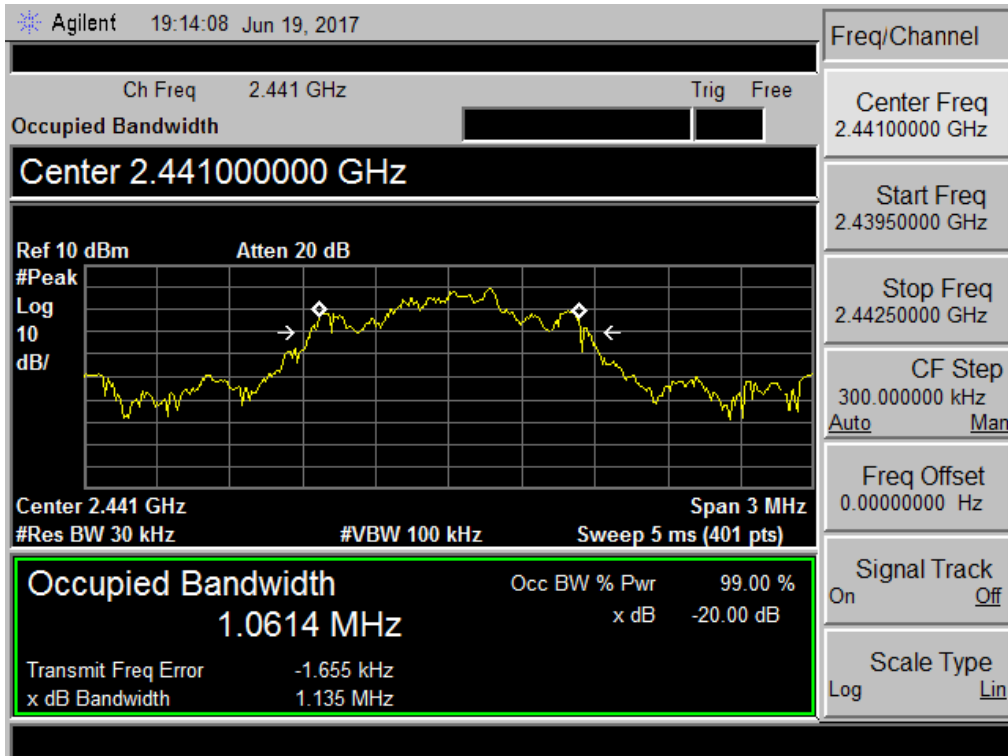 Agilent 19:14:08 Jun 19, 2017
Freq/Channel
Ch Freq 2.441 GHz Trig Free
Occupied Bandwidth
Center 2.441000000 GHz
Ref 10 dBm Atten 20 dB
#Peak
Log
10
dB/
Center 2.441 GHz Span 3 MHz
#Res BW 30 kHz #VBW 100 kHz Sweep 5 ms (401 pts)
Occupied Bandwidth Occ BW % Pwr 99.00 %
1.0614 MHz x dB -20.00 dB
Transmit Freq Error -1.655 kHz
x dB Bandwidth 1.135 MHz
Center Freq
2.44100000 GHz
Start Freq
2.43950000 GHz
Stop Freq
2.44250000 GHz
CF Step
300.000000 kHz
Auto Man
Freq Offset
0.00000000 Hz
Signal Track
On Off
Scale Type
Log Lin